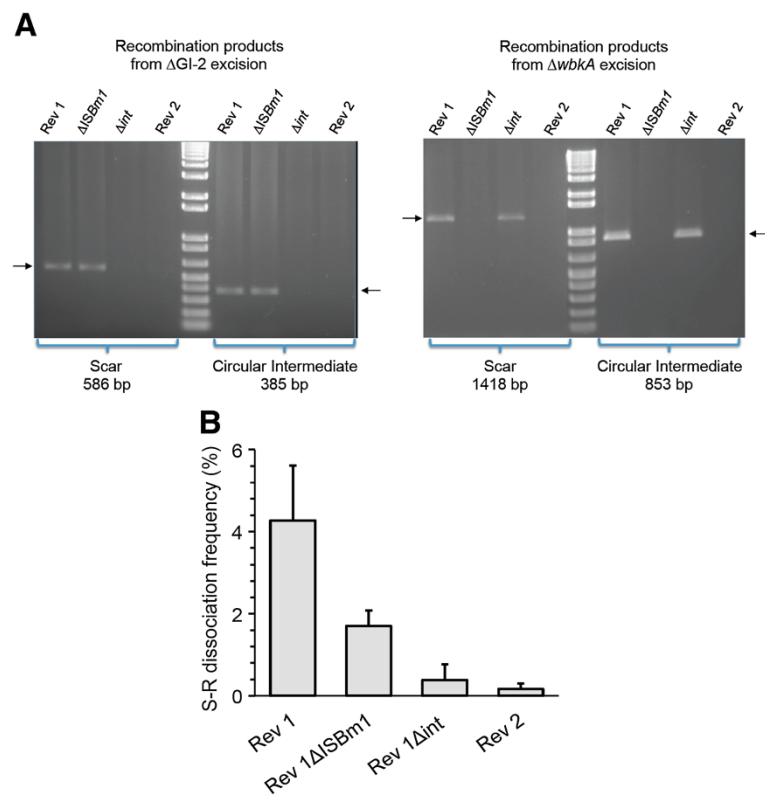 A
Recombination products
from ΔGI-2 excision
Recombination products
from ΔwbkA excision
Rev 1 ΔISBm1 Δint Rev 2 Rev 1 ΔISBm1 Δint Rev 2
Rev 1 ΔISBm1 Δint Rev 2 Rev 1 ΔISBm1 Δint Rev 2
Scar
586 bp
Circular Intermediate
385 bp
Scar
1418 bp
Circular Intermediate
853 bp
B
S-R dissociation frequency (%)
6
4
2
0
Rev 1
Rev 1ΔISBm1
Rev 1Δint
Rev 2